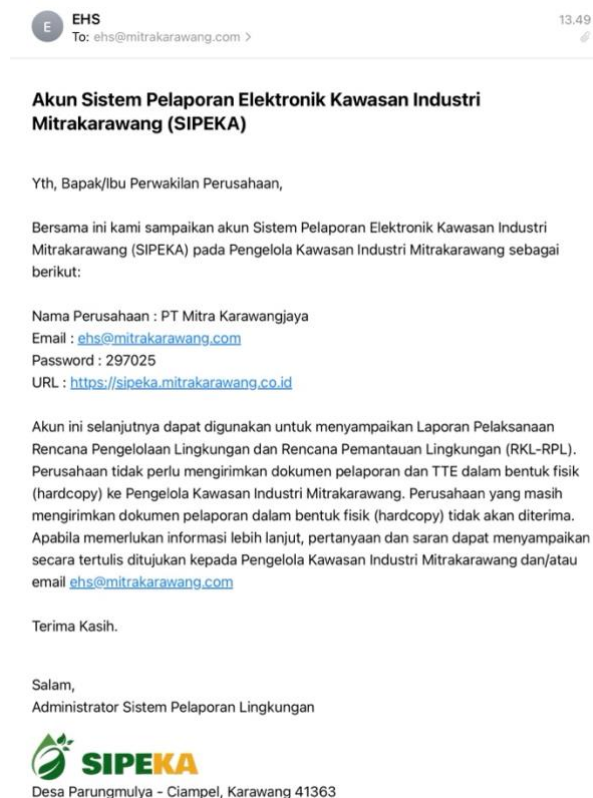 E
EHS
13.49
To: ehs@mitrakarawang.com >
Akun Sistem Pelaporan Elektronik Kawasan Industri
Mitrakarawang (SIPEKA)
Yth, Bapak/Ibu Perwakilan Perusahaan,
Bersama ini kami sampaikan akun Sistem Pelaporan Elektronik Kawasan Industri
Mitrakarawang (SIPEKA) pada Pengelola Kawasan Industri Mitrakarawang sebagai
berikut:
Nama Perusahaan : PT Mitra Karawangjaya
Email : ehs@mitrakarawang.com
Password : 297025
URL : https://sipeka.mitrakarawang.co.id
Akun ini selanjutnya dapat digunakan untuk menyampaikan Laporan Pelaksanaan
Rencana Pengelolaan Lingkungan dan Rencana Pemantauan Lingkungan (RKL-RPL).
Perusahaan tidak perlu mengirimkan dokumen pelaporan dan TTE dalam bentuk fisik
(hardcopy) ke Pengelola Kawasan Industri Mitrakarawang. Perusahaan yang masih
mengirimkan dokumen pelaporan dalam bentuk fisik (hardcopy) tidak akan diterima.
Apabila memerlukan informasi lebih lanjut, pertanyaan dan saran dapat menyampaikan
secara tertulis ditujukan kepada Pengelola Kawasan Industri Mitrakarawang dan/atau
email ehs@mitrakarawang.com
Terima Kasih.
Salam,
Administrator Sistem Pelaporan Lingkungan
SIPEKA
Desa Parungmulya - Ciampel, Karawang 41363